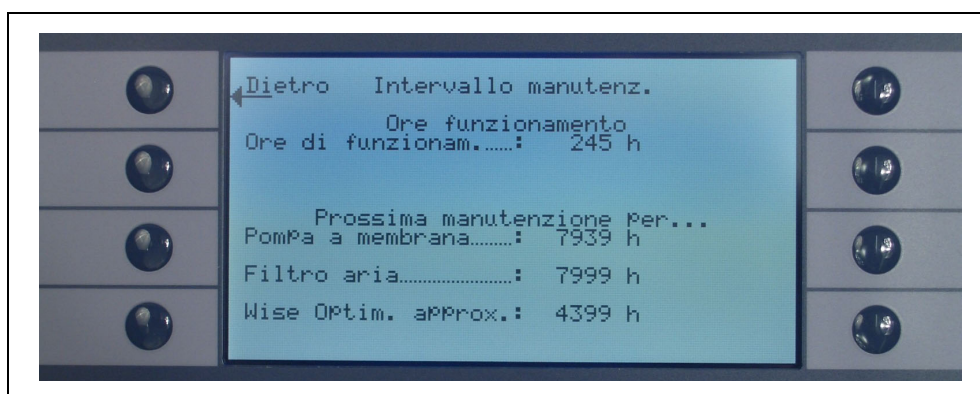 Dietro Intervallo manutenz.
Ore funzionamento
Ore di funzionam.....: 245 h
Prossima manutenzione per...
Pompa a membrana.......: 7939 h
Filtro aria....................: 7999 h
Wise Optim. approx.: 4399 h